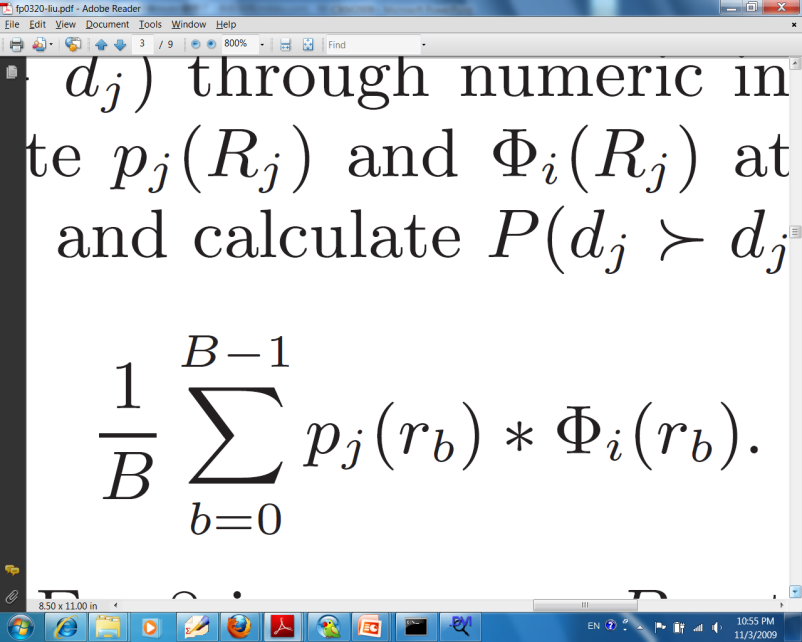 fp0320-liu.pdf - Adobe Reader
File Edit View Document Tools Window Help
3 / 9 800% Find
d_j) through numeric in
te p_j(R_j) and Φ_i(R_j) at
and calculate P(d_j ≻ d_j
\frac{1}{B} \sum_{b=0}^{B-1} p_j(r_b) * Φ_i(r_b).
8.50 x 11.00 in
EN 10:55 PM
11/3/2009